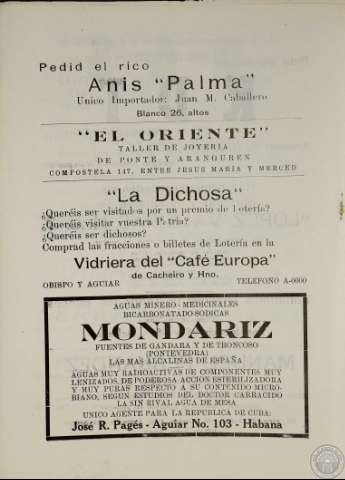 Pedid el rico
Anis "Palma"
Unico Importador: Juan M. Caballero
Blanco 26, altos
"EL ORIENTE"
TALLER DE JOYERIA
DE PONTE Y ARANGUREN
COMPOSTELA 147, ENTRE JESUS MARIA Y MERCED
"La Dichosa"
¿Queréis ser visitados por un premio de Lotería?
¿Queréis visitar vuestra Patria?
¿Queréis ser dichosos?
Comprad las fracciones o billetes de Lotería en la
Vidriera del "Café Europa"
de Cacheiro y Hno.
OBISPO Y AGUIAR TELEFONO A-0000
AGUAS MINERO-MEDICINALES
BICARBONATADO-SODICAS
MONDARIZ
FUENTES DE GANDARA Y DE TRONCOSO
(PONTEVEDRA)
LAS MAS ALCALINAS DE ESPAÑA
AGUAS MUY RADIOACTIVAS DE COMPONENTES MUY
LENIZADOS, DE PODEROSA ACCION ESTERILIZADORA
Y MUY PURAS RESPECTO A SU CONTENIDO MICRO-
BIANO, SEGUN ESTUDIOS DEL DOCTOR CARRACIDO
LA SIN RIVAL AGUA DE MESA
UNICO AGENTE PARA LA REPUBLICA DE CUBA:
José R. Pagés - Aguiar No. 103 - Habana